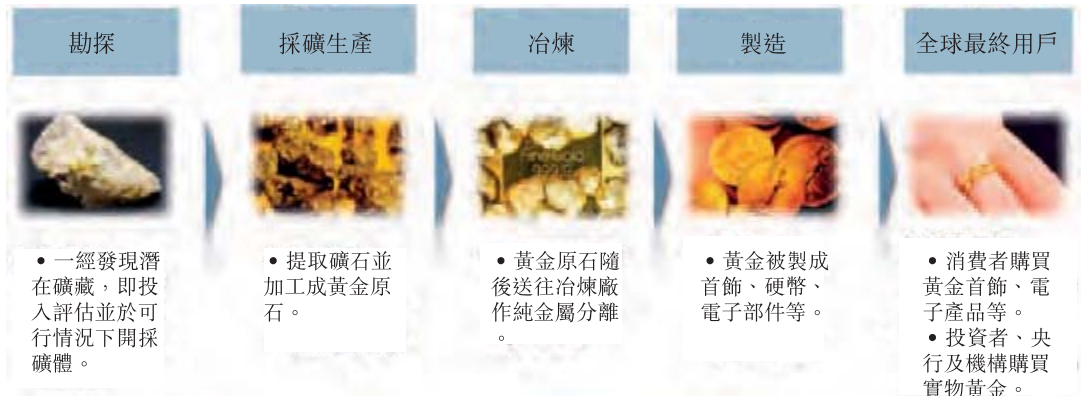 勘探
採礦生產
冶煉
製造
全球最終用戶
• 一經發現潛
在礦藏，即投
入評估並於可
行情況下開採
礦體。
• 提取礦石並
加工成黃金原
石。
• 黃金原石隨
後送往冶煉廠
作純金屬分離
。
• 黃金被製成
首飾、硬幣、
電子部件等。
• 消費者購買
黃金首飾、電
子產品等。
• 投資者、央
行及機構購買
實物黃金。